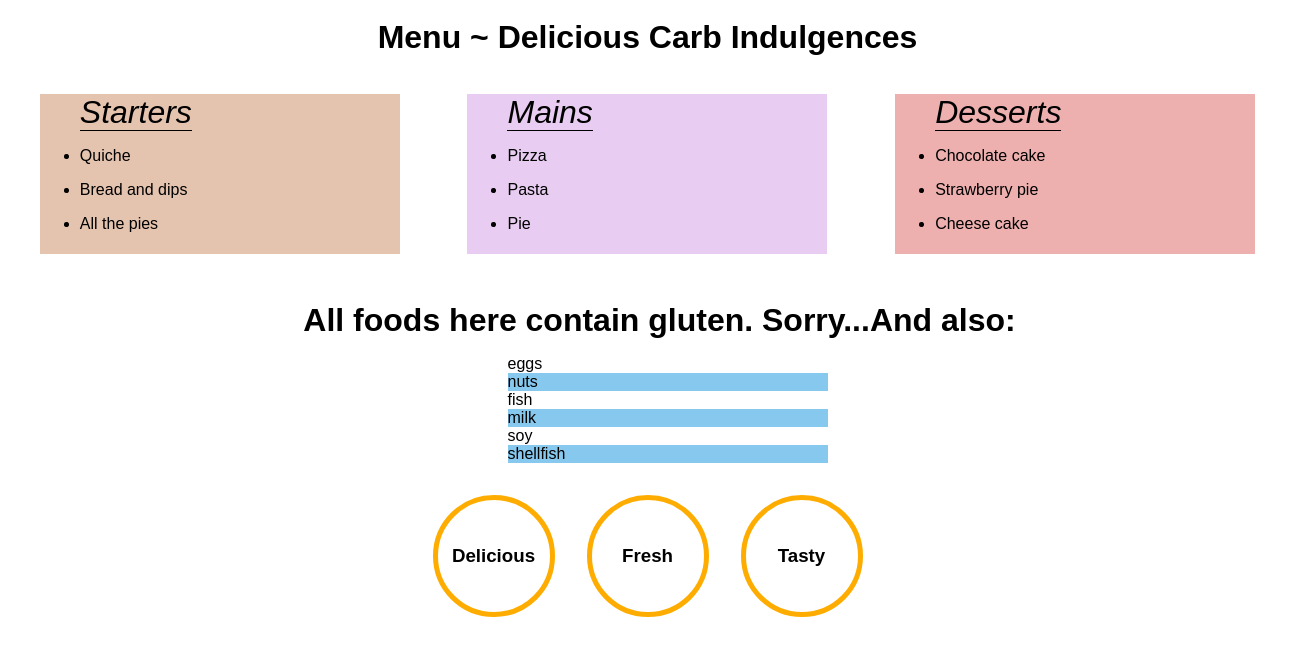 Menu ~ Delicious Carb Indulgences
Starters
Quiche
Bread and dips
All the pies
Mains
Pizza
Pasta
Pie
Desserts
Chocolate cake
Strawberry pie
Cheese cake
All foods here contain gluten. Sorry...And also:
eggs
nuts
fish
milk
soy
shellfish
Delicious
Fresh
Tasty